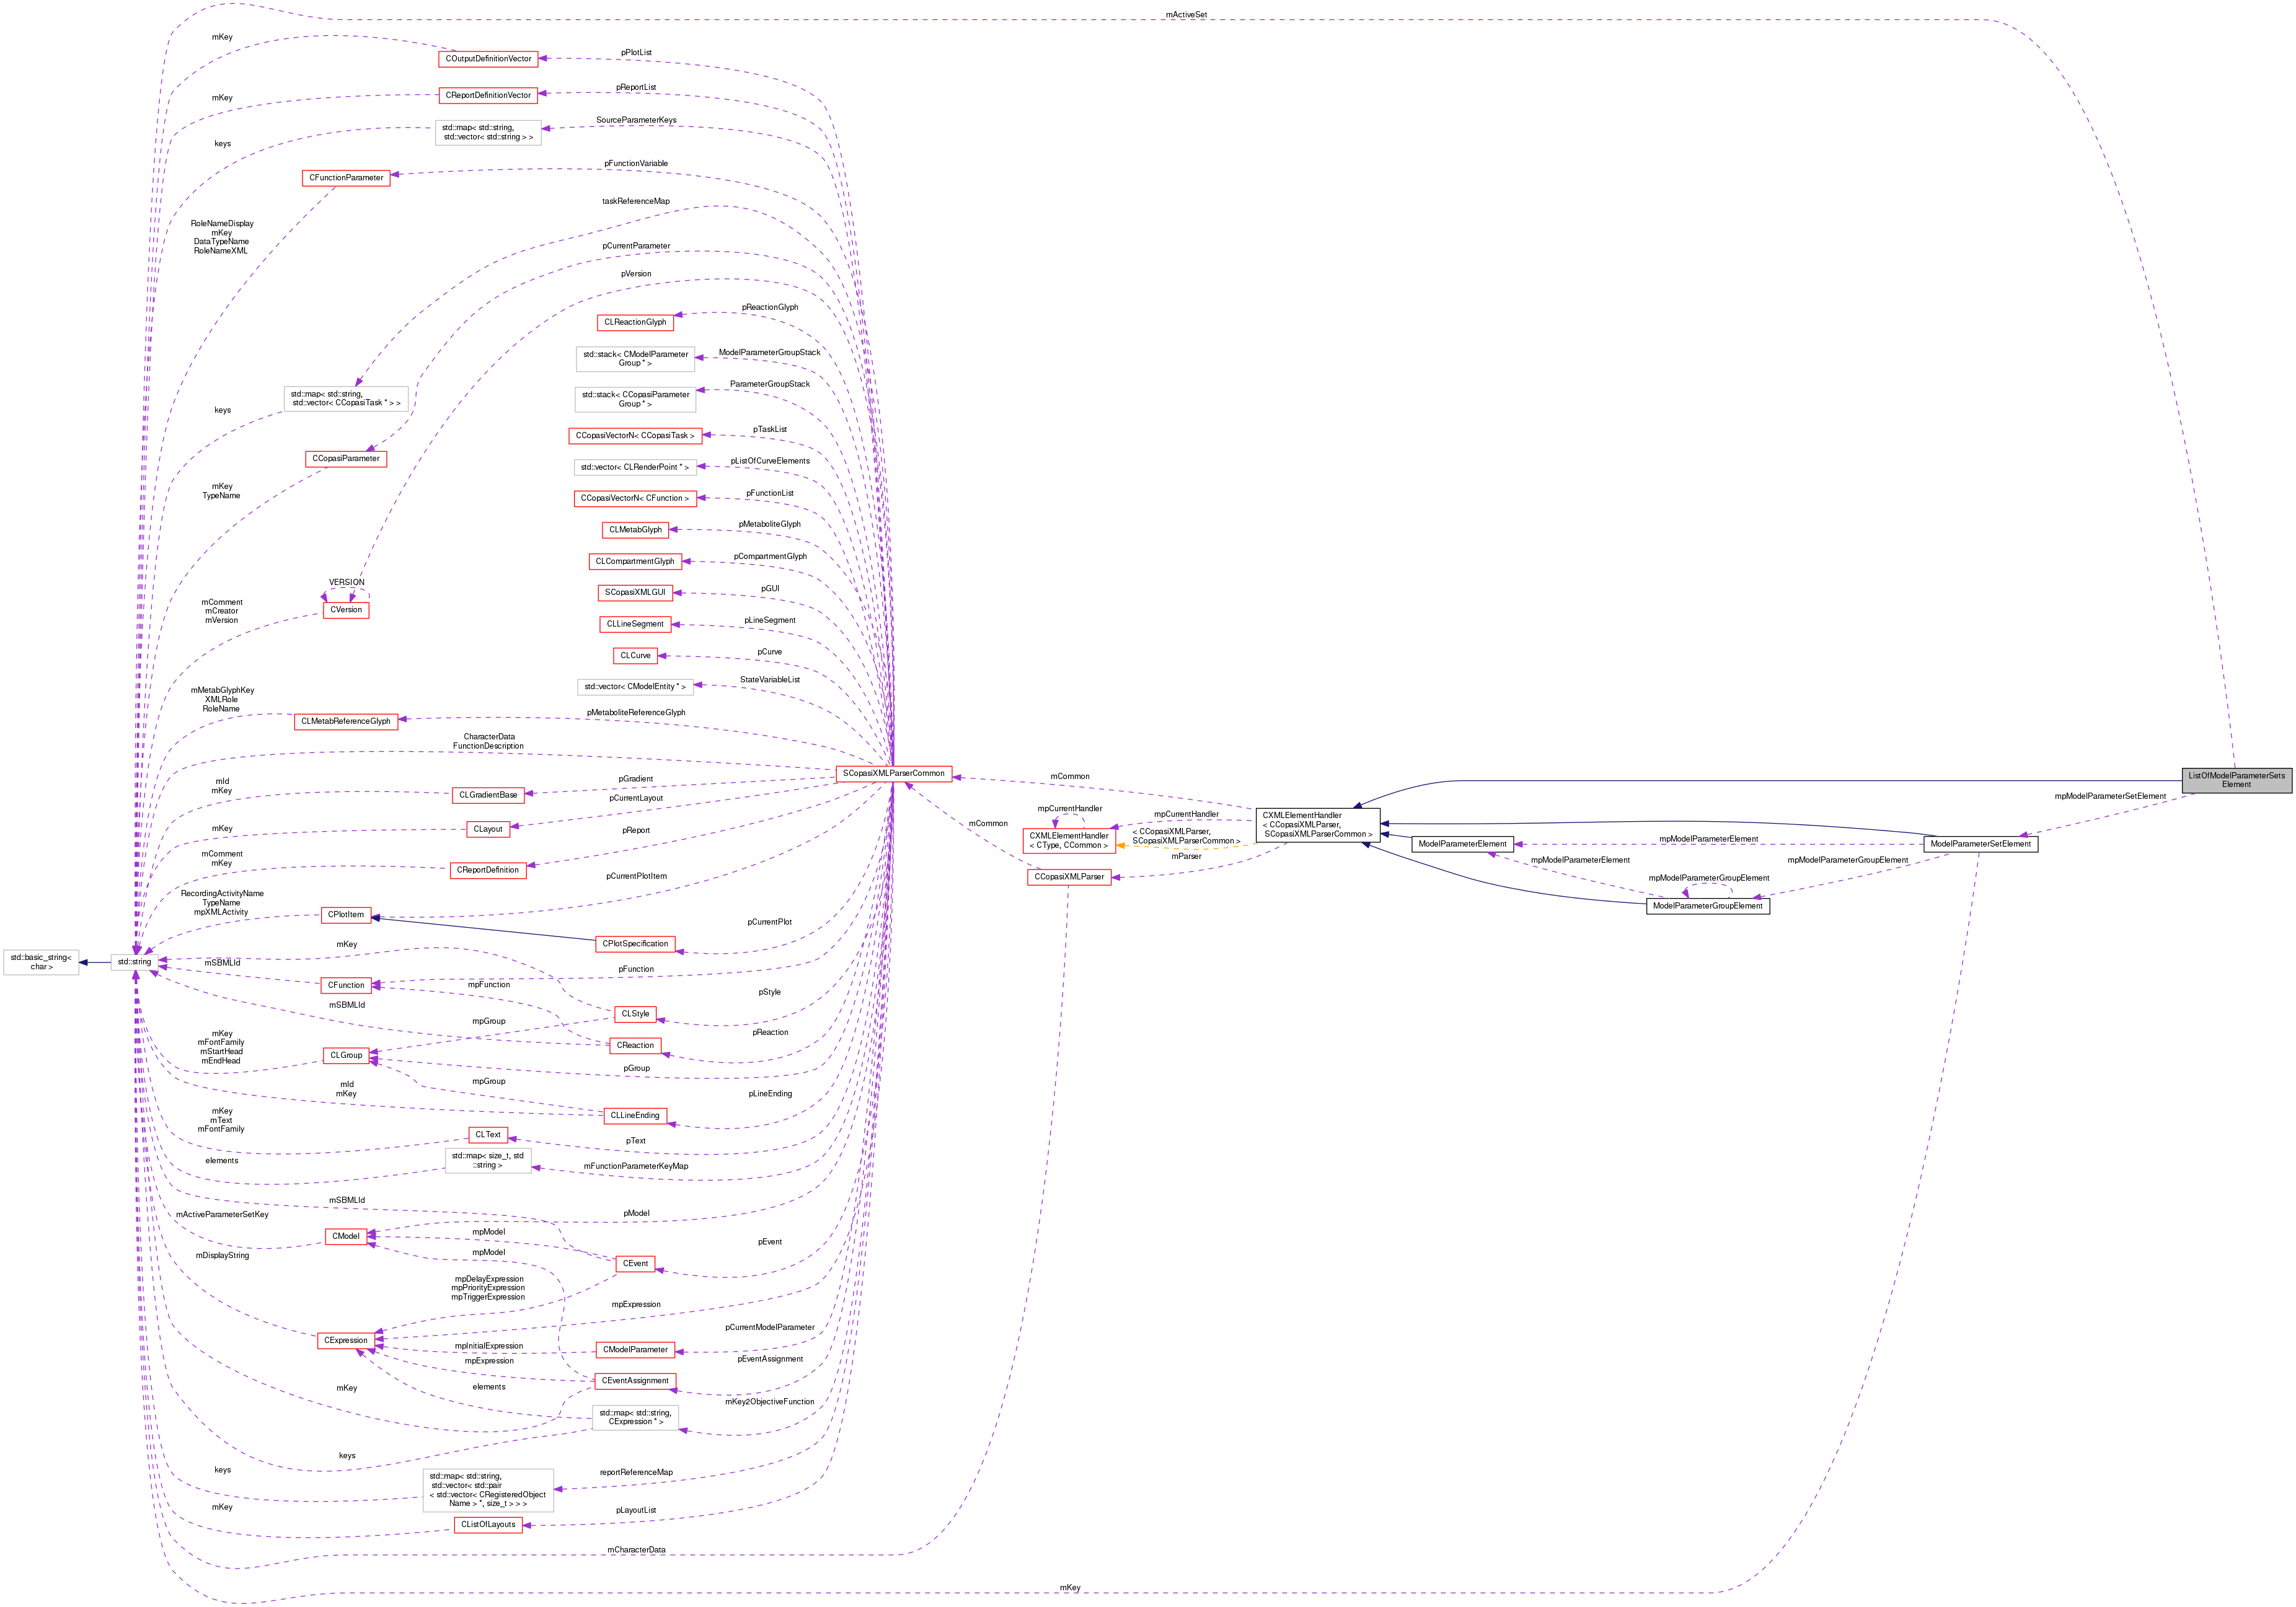 mActiveSet
mKey
pPlotList
COutputDefinitionVector
mKey
pReportList
CReportDefinitionVector
keys
std::map< std::string,
std::vector< std::string > >
SourceParameterKeys
CFunctionParameter
pFunctionVariable
RoleNameDisplay
mKey
DataTypeName
RoleNameXML
taskReferenceMap
pCurrentParameter
pVersion
pReactionGlyph
CLReactionGlyph
std::stack< CModelParameter
Group * >
ModelParameterGroupStack
std::stack< CCopasiParameter
Group * >
ParameterGroupStack
keys
std::map< std::string,
std::vector< CCopasiTask * > >
CCopasiVectorN< CCopasiTask >
pTaskList
CCopasiParameter
std::vector< CLRenderPoint * >
pListOfCurveElements
mKey
TypeName
CCopasiVectorN< CFunction >
pFunctionList
CLMetabGlyph
pMetaboliteGlyph
CLCompartmentGlyph
pCompartmentGlyph
VERSION
CVersion
mComment
mCreator
mVersion
SCopasiXMLGUI
pGUI
CLLineSegment
pLineSegment
CLCurve
pCurve
std::vector< CModelEntity * >
StateVariableList
mMetabGlyphKey
XMLRole
RoleName
CLMetabReferenceGlyph
pMetaboliteReferenceGlyph
CharacterData
FunctionDescription
SCopasiXMLParserCommon
mCommon
ListOfModelParameterSets
Element
mId
mKey
CLGradientBase
pGradient
pCurrentLayout
mpCurrentHandler
mpCurrentHandler
CXMLElementHandler
< CCopasiXMLParser,
SCopasiXMLParserCommon >
mpModelParameterSetElement
mKey
CLayout
pReport
mCommon
CXMLElementHandler
< CType, CCommon >
< CCopasiXMLParser,
SCopasiXMLParserCommon >
mParser
ModelParameterElement
mpModelParameterElement
ModelParameterSetElement
mComment
mKey
CReportDefinition
pCurrentPlotItem
CCopasiXMLParser
mpModelParameterElement
mpModelParameterGroupElement
mpModelParameterGroupElement
ModelParameterGroupElement
RecordingActivityName
TypeName
mpXMLActivity
CPlotItem
pCurrentPlot
CPlotSpecification
std::basic_string<
char >
std::string
mKey
mSBMLId
CFunction
pFunction
mpFunction
pStyle
mSBMLId
CLStyle
mpGroup
pReaction
CReaction
mKey
mFontFamily
mStartHead
mEndHead
CLGroup
pGroup
mpGroup
mId
mKey
pLineEnding
CLLineEnding
mKey
mText
mFontFamily
CLText
pText
elements
std::map< size_t, std
::string >
mFunctionParameterKeyMap
mSBMLId
mActiveParameterSetKey
pModel
CModel
mpModel
mpModel
pEvent
CEvent
mDisplayString
mpDelayExpression
mpPriorityExpression
mpTriggerExpression
mpExpression
CExpression
pCurrentModelParameter
mpInitialExpression
CModelParameter
mpExpression
pEventAssignment
CEventAssignment
mKey
elements
mKey2ObjectiveFunction
std::map< std::string,
CExpression * >
keys
keys
std::map< std::string,
std::vector< std::pair
< std::vector< CRegisteredObject
Name > *, size_t > > >
reportReferenceMap
mKey
CListOfLayouts
pLayoutList
mCharacterData
mKey